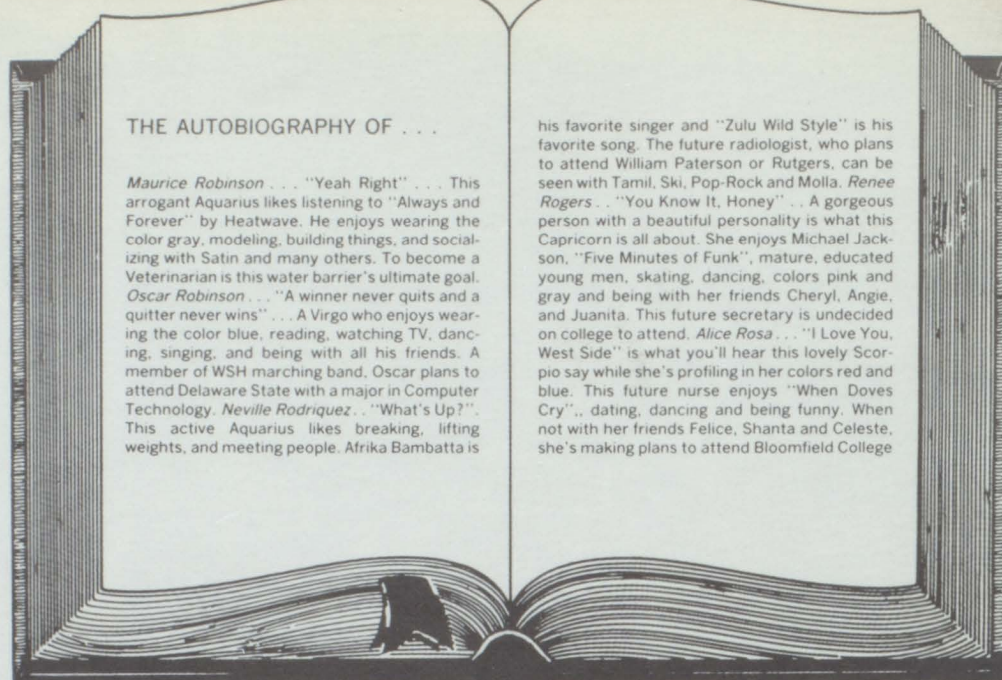 THE AUTOBIOGRAPHY OF . . .
Maurice Robinson . . . "Yeah Right" . . . This
arrogant Aquarius likes listening to "Always and
Forever" by Heatwave. He enjoys wearing the
color gray, modeling, building things, and social-
izing with Satin and many others. To become a
Veterinarian is this water barrier's ultimate goal.
Oscar Robinson . . . "A winner never quits and a
quitter never wins" . . . A Virgo who enjoys wear-
ing the color blue, reading, watching TV, danc-
ing, singing, and being with all his friends. A
member of WSH marching band, Oscar plans to
attend Delaware State with a major in Computer
Technology. Neville Rodriquez . . "What's Up?".
This active Aquarius likes breaking, lifting
weights, and meeting people. Afrika Bambatta is
his favorite singer and "Zulu Wild Style" is his
favorite song. The future radiologist, who plans
to attend William Paterson or Rutgers, can be
seen with Tamil, Ski, Pop-Rock and Molla. Renee
Rogers . . "You Know It, Honey" . . A gorgeous
person with a beautiful personality is what this
Capricorn is all about. She enjoys Michael Jack-
son, "Five Minutes of Funk", mature, educated
young men, skating, dancing, colors pink and
gray and being with her friends Cheryl, Angie,
and Juanita. This future secretary is undecided
on college to attend. Alice Rosa . . . "I Love You,
West Side" is what you'll hear this lovely Scor-
pio say while she's profiling in her colors red and
blue. This future nurse enjoys "When Doves
Cry",, dating, dancing and being funny. When
not with her friends Felice, Shanta and Celeste,
she's making plans to attend Bloomfield College